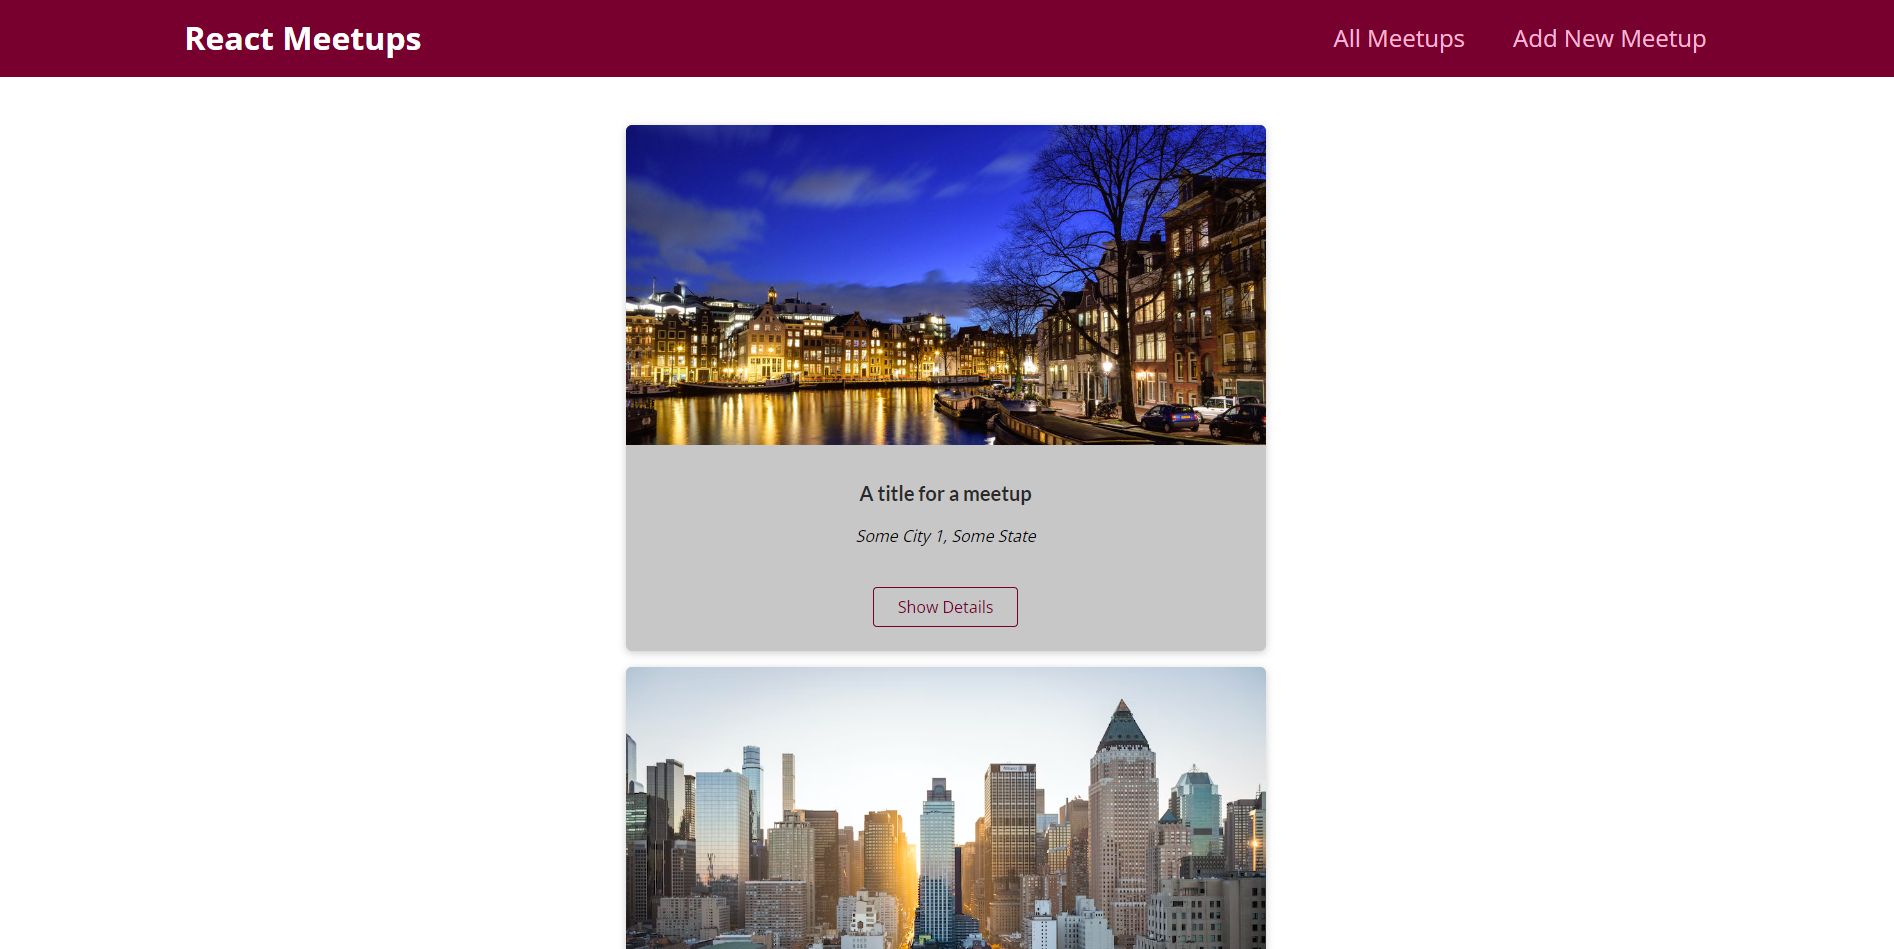 React Meetups
All Meetups
Add New Meetup
A title for a meetup
Some City 1, Some State
Show Details